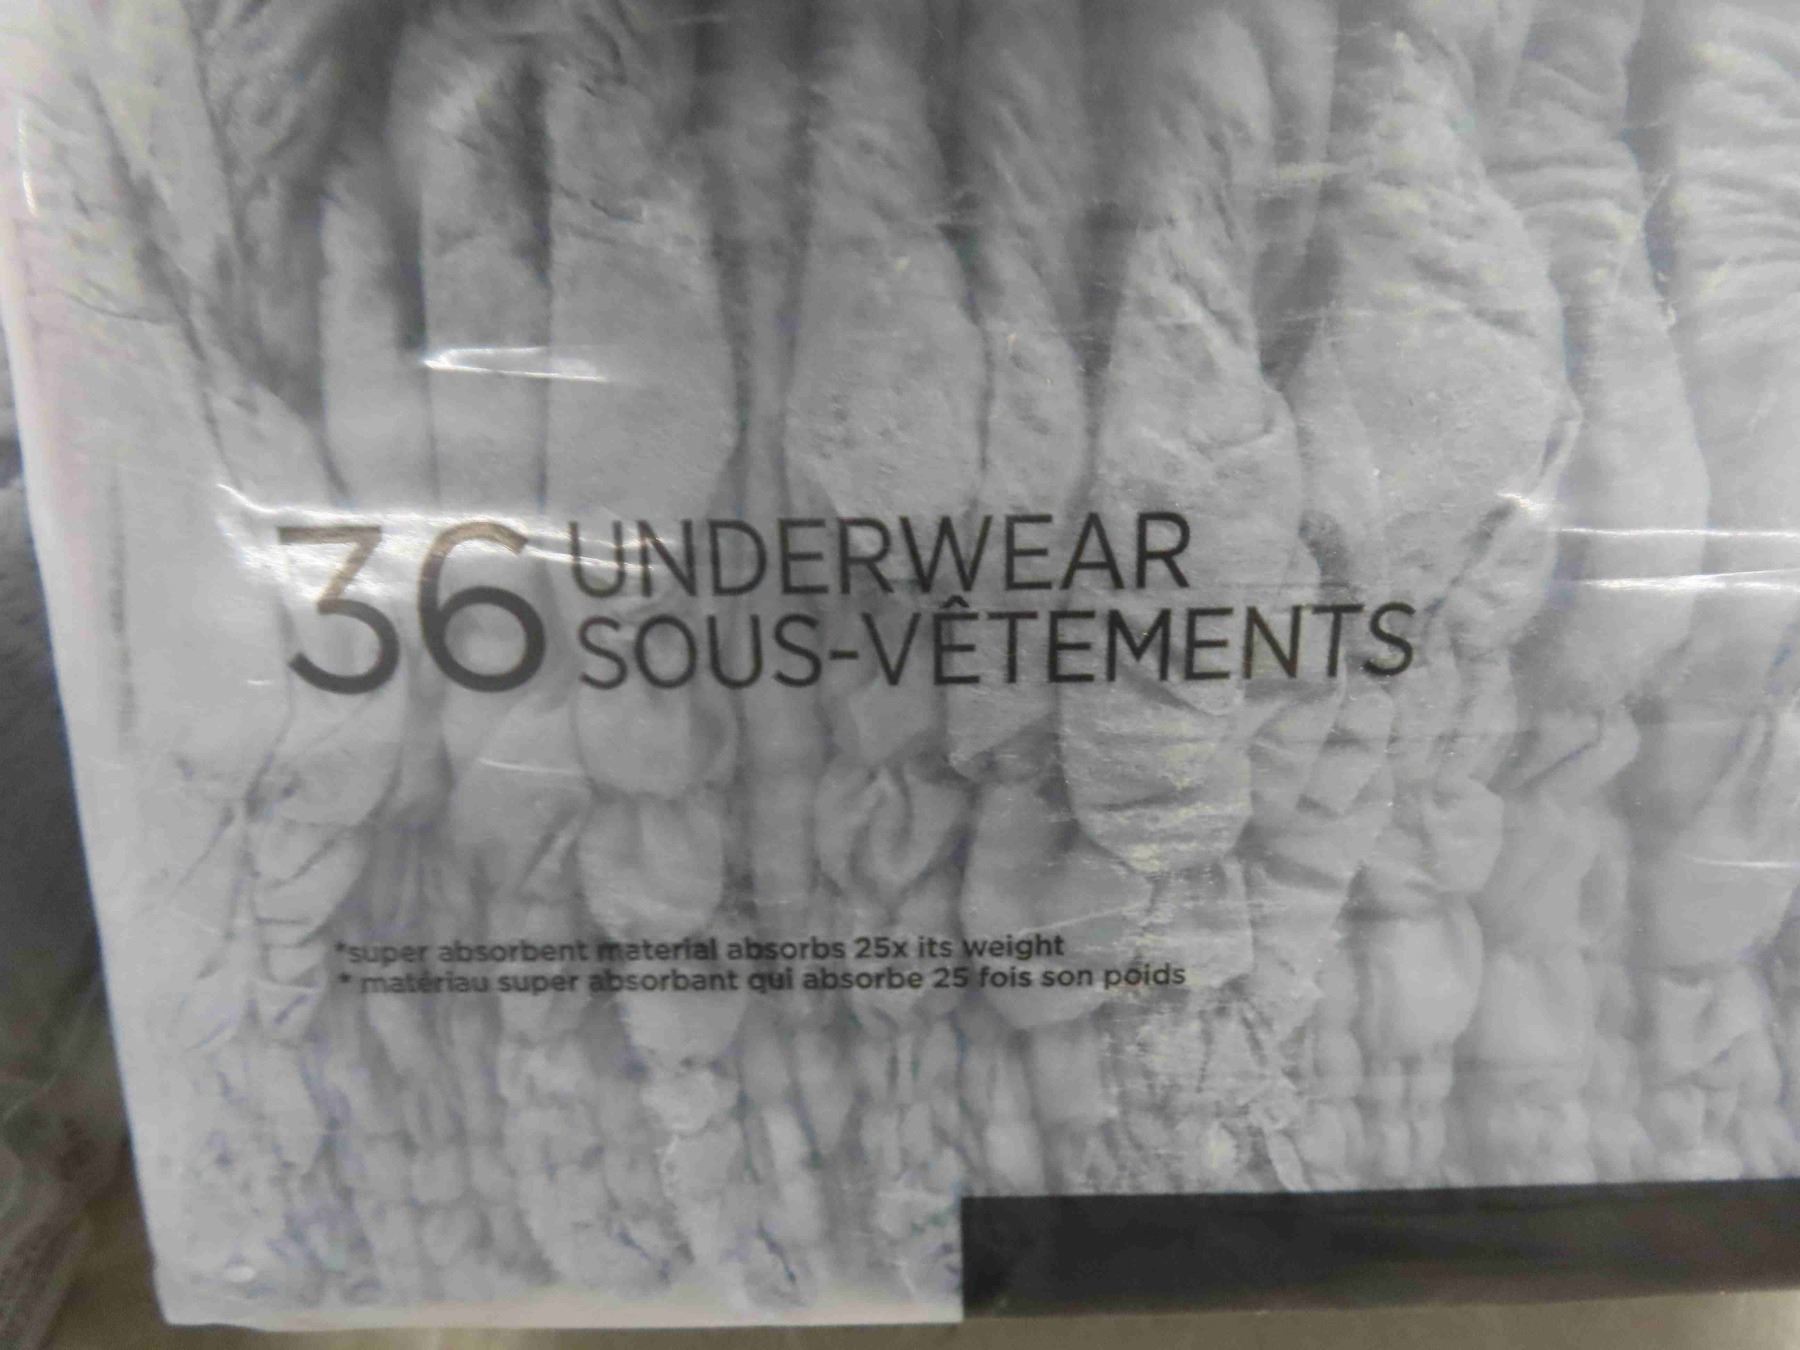 36 UNDERWEAR
SOUS-VÊTEMENTS
*super absorbent material absorbs 25x its weight
* matériau super absorbant qui absorbe 25 fois son poids